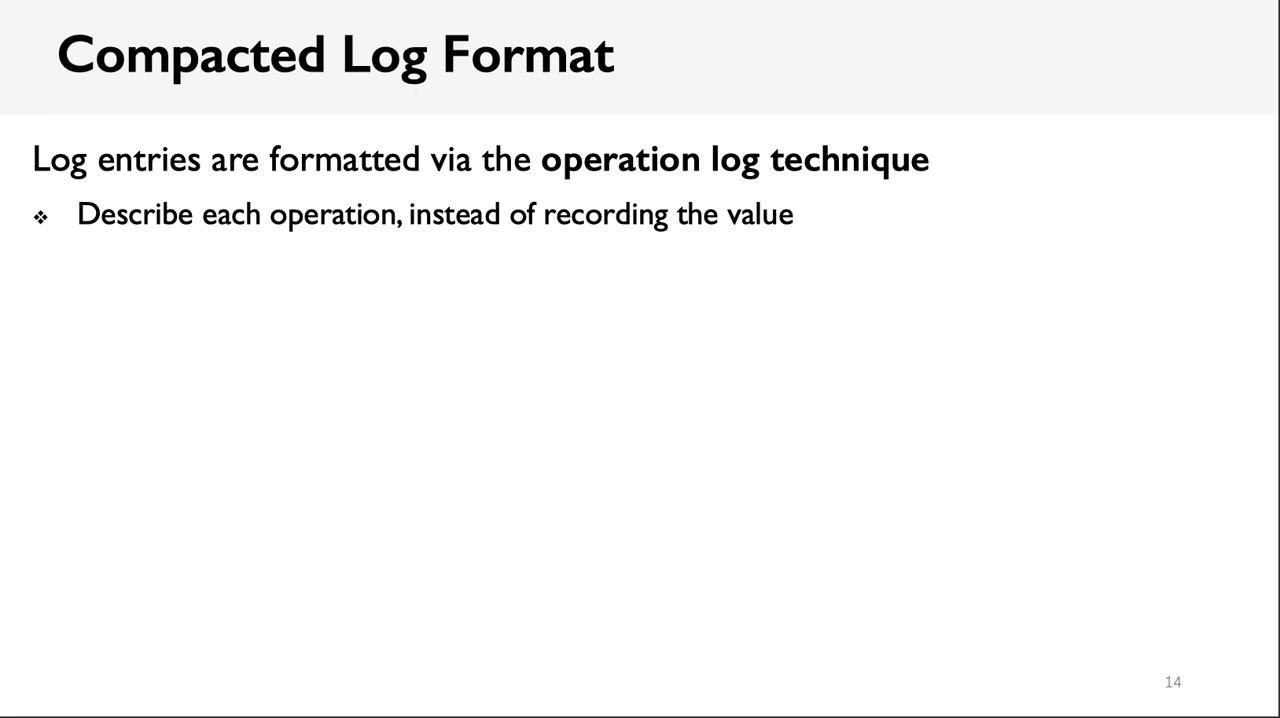 Compacted Log Format
Log entries are formatted via the operation log technique
❖ Describe each operation, instead of recording the value
14